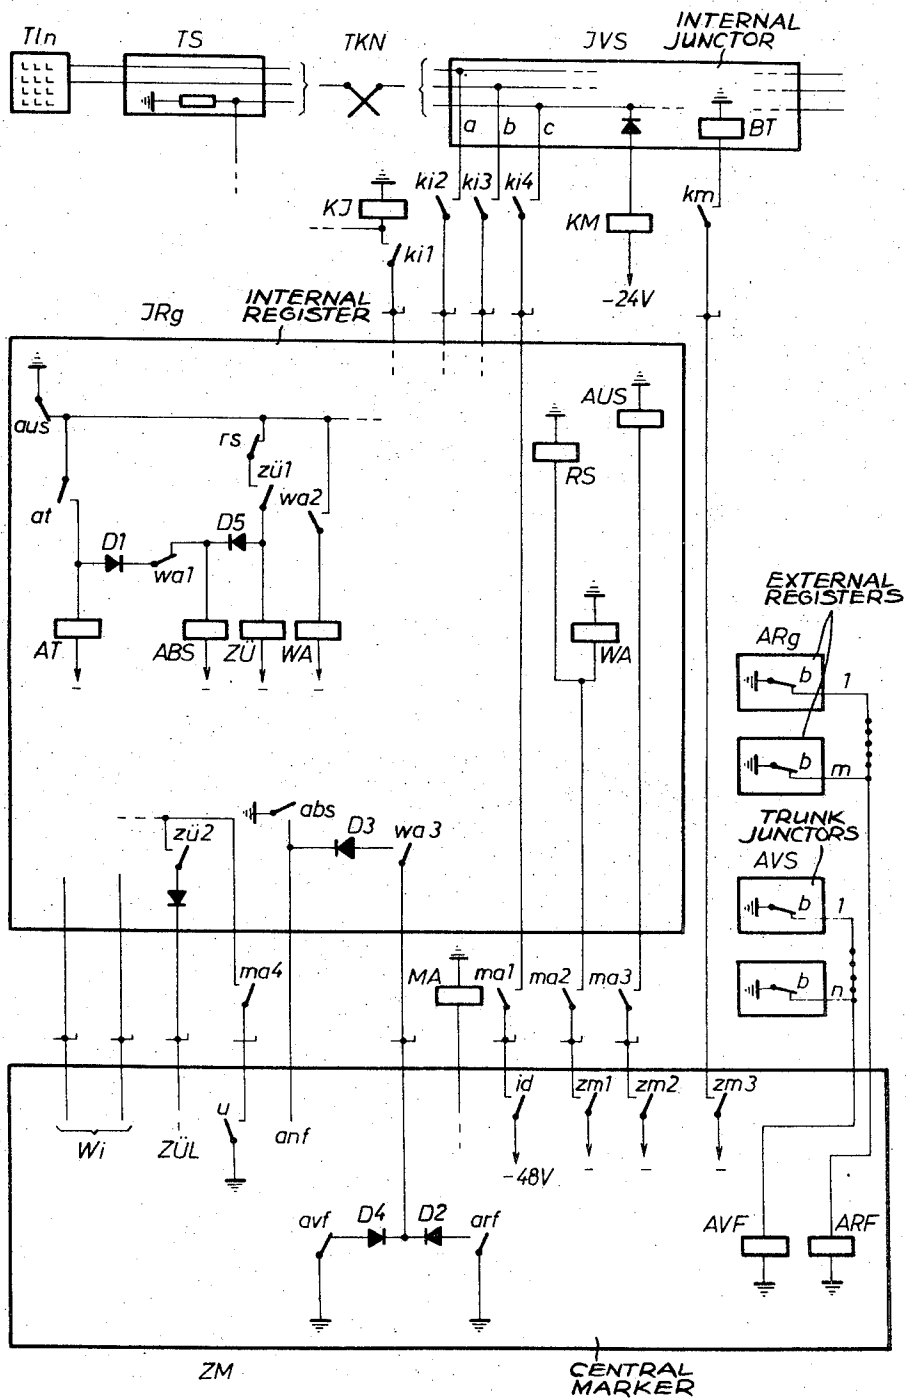 Tln
TS
TKN
JVS
INTERNAL
JUNCTOR
a
b
c
BT
KJ
ki2
ki3
ki4
km
ki1
KM
-24V
JRg
INTERNAL
REGISTER
aus
rs
AUS
RS
zü1
at
wa2
D1
D5
wa1
AT
ABS
ZÜ
WA
WA
-
-
-
-
EXTERNAL
REGISTERS
ARg
b
1
b
m
abs
zü2
D3
wa3
TRUNK
JUNCTORS
AVS
b
1
b
n
ma4
MA
ma1
ma2
ma3
u
id
zm1
zm2
zm3
Wi
ZÜL
anf
-48V
-
-
-
avf
D4
D2
arf
AVF
ARF
ZM
CENTRAL
MARKER